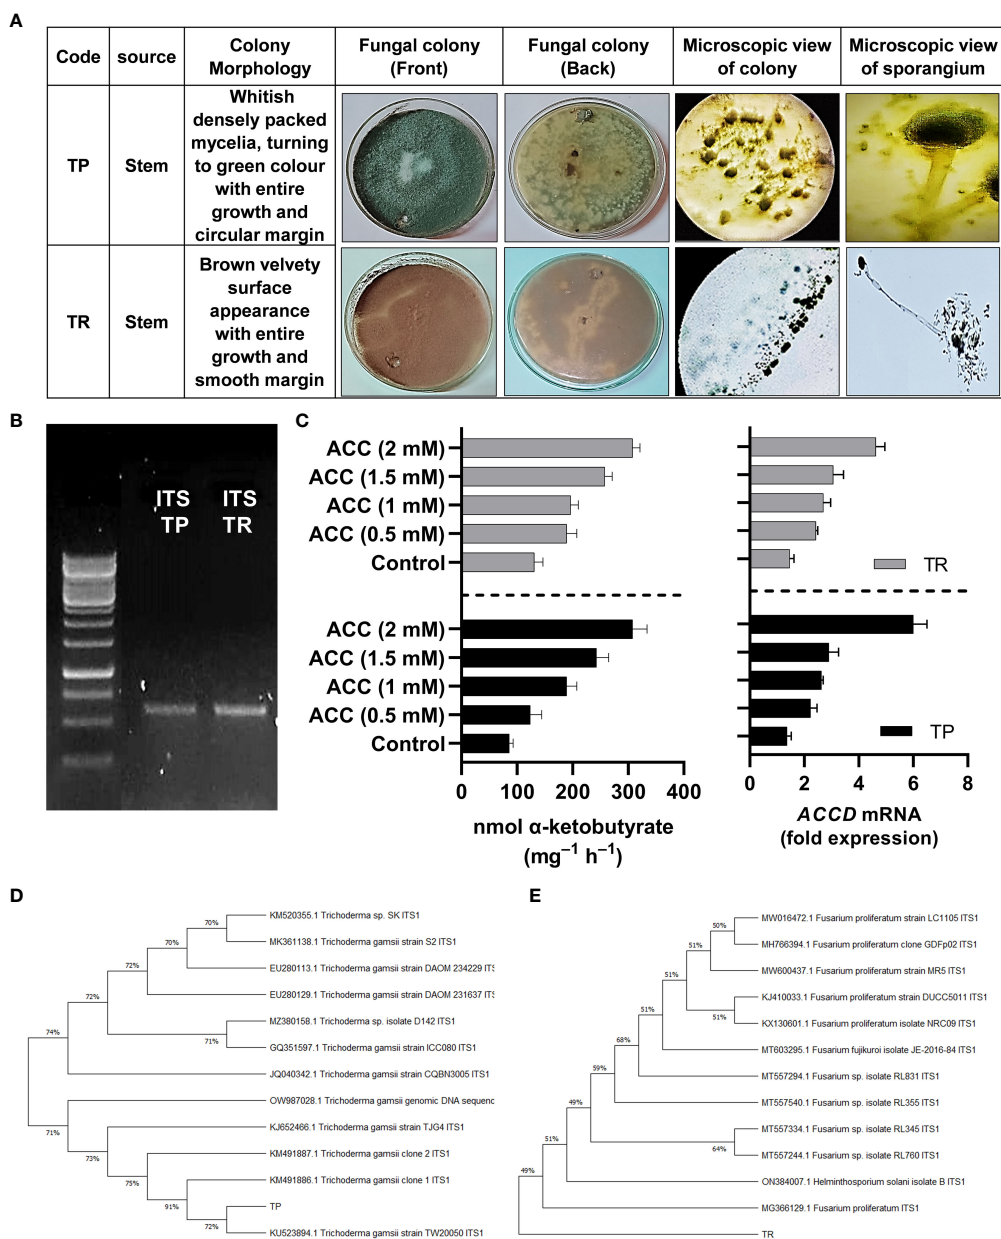 A
Code
source
Colony
Morphology
Fungal colony
(Front)
Fungal colony
(Back)
Microscopic view
of colony
Microscopic view
of sporangium
TP
Stem
Whitish
densely packed
mycelia, turning
to green colour
with entire
growth and
circular margin
TR
Stem
Brown velvety
surface
appearance
with entire
growth and
smooth margin
B
ITS
TP
ITS
TR
C
ACC (2 mM)
ACC (1.5 mM)
ACC (1 mM)
ACC (0.5 mM)
Control
ACC (2 mM)
ACC (1.5 mM)
ACC (1 mM)
ACC (0.5 mM)
Control
0 100 200 300 400
nmol α-ketobutyrate
(mg⁻¹ h⁻¹)
TR
TP
0 2 4 6 8
ACCD mRNA
(fold expression)
D
KM520355.1 Trichoderma sp. SK ITS1
MK361138.1 Trichoderma gamsii strain S2 ITS1
EU280113.1 Trichoderma gamsii strain DAOM 234229 ITS
EU280129.1 Trichoderma gamsii strain DAOM 231637 ITS
MZ380158.1 Trichoderma sp. isolate D142 ITS1
GQ351597.1 Trichoderma gamsii strain ICC080 ITS1
JQ040342.1 Trichoderma gamsii strain CQBN3005 ITS1
OW987028.1 Trichoderma gamsii genomic DNA sequenc
KJ652466.1 Trichoderma gamsii strain TJG4 ITS1
KM491887.1 Trichoderma gamsii clone 2 ITS1
KM491886.1 Trichoderma gamsii clone 1 ITS1
TP
KU523894.1 Trichoderma gamsii strain TW20050 ITS1
70%
70%
72%
72%
71%
74%
71%
73%
75%
91%
72%
E
MW016472.1 Fusarium proliferatum strain LC1105 ITS1
MH766394.1 Fusarium proliferatum clone GDFp02 ITS1
MW600437.1 Fusarium proliferatum strain MR5 ITS1
KJ410033.1 Fusarium proliferatum strain DUCC5011 ITS1
KX130601.1 Fusarium proliferatum isolate NRC09 ITS1
MT603295.1 Fusarium fujikuroi isolate JE-2016-84 ITS1
MT557294.1 Fusarium sp. isolate RL831 ITS1
MT557540.1 Fusarium sp. isolate RL355 ITS1
MT557334.1 Fusarium sp. isolate RL345 ITS1
MT557244.1 Fusarium sp. isolate RL760 ITS1
ON384007.1 Helminthosporium solani isolate B ITS1
MG366129.1 Fusarium proliferatum ITS1
TR
50%
51%
51%
51%
51%
68%
59%
49%
64%
51%
49%